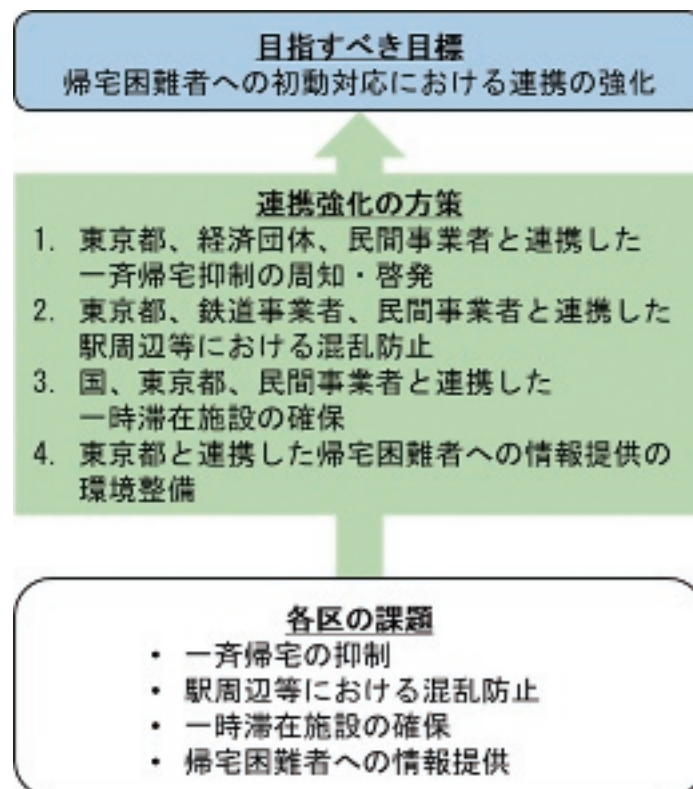 目指すべき目標
帰宅困難者への初動対応における連携の強化
連携強化の方策
1. 東京都、経済団体、民間事業者と連携した
一斉帰宅抑制の周知・啓発
2. 東京都、鉄道事業者、民間事業者と連携した
駅周辺等における混乱防止
3. 国、東京都、民間事業者と連携した
一時滞在施設の確保
4. 東京都と連携した帰宅困難者への情報提供の
環境整備
各区の課題
• 一斉帰宅の抑制
• 駅周辺等における混乱防止
• 一時滞在施設の確保
• 帰宅困難者への情報提供